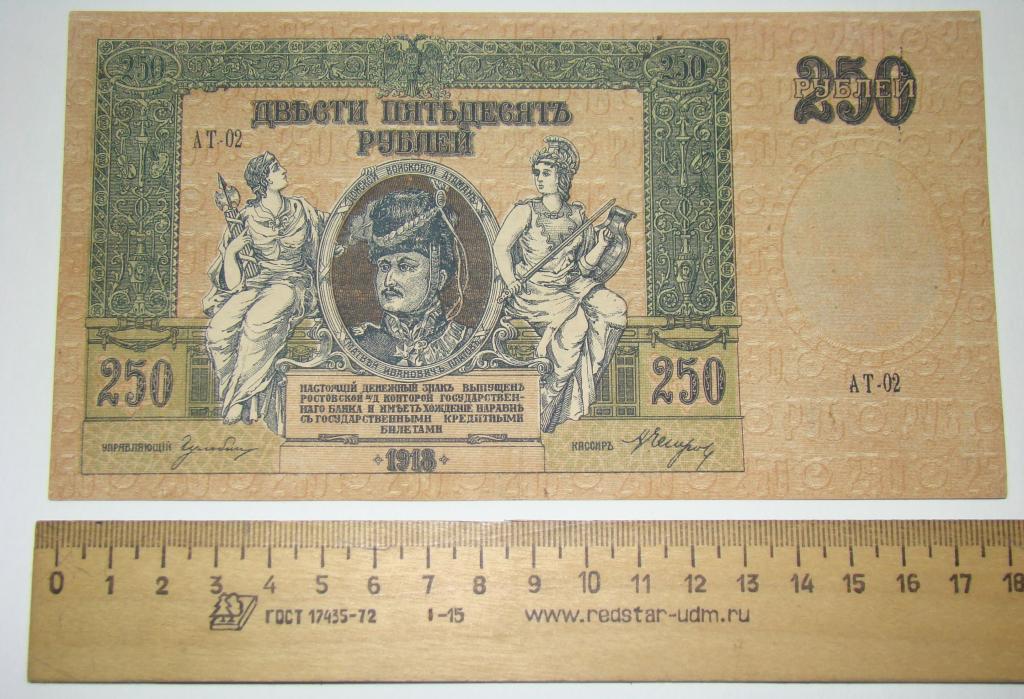 250
250
250
РУБЛЕЙ
ДВѢСТИ ПЯТЬДЕСЯТЪ
РУБЛЕЙ
АТ-02
ДОНСКОЙ ВОЙСКОВОЙ АТАМАНЪ
МАТВѢЙ ИВАНОВИЧЪ ПЛАТОВЪ
250
250
АТ-02
НАСТОЯЩІЙ ДЕНЕЖНЫЙ ЗНАКЪ ВЫПУЩЕНЪ
РОСТОВСКОЙ н/Д КОНТОРОЙ ГОСУДАРСТВЕН-
НАГО БАНКА И ИМѢЕТЪ ХОЖДЕНІЕ НАРАВНѢ
СЪ ГОСУДАРСТВЕННЫМИ КРЕДИТНЫМИ
БИЛЕТАМИ
УПРАВЛЯЮЩІЙ
КАССИРЪ
1918
0 1 2 3 4 5 6 7 8 9 10 11 12 13 14 15 16 17 18
ГОСТ 17435-72 1-15 www.redstar-udm.ru